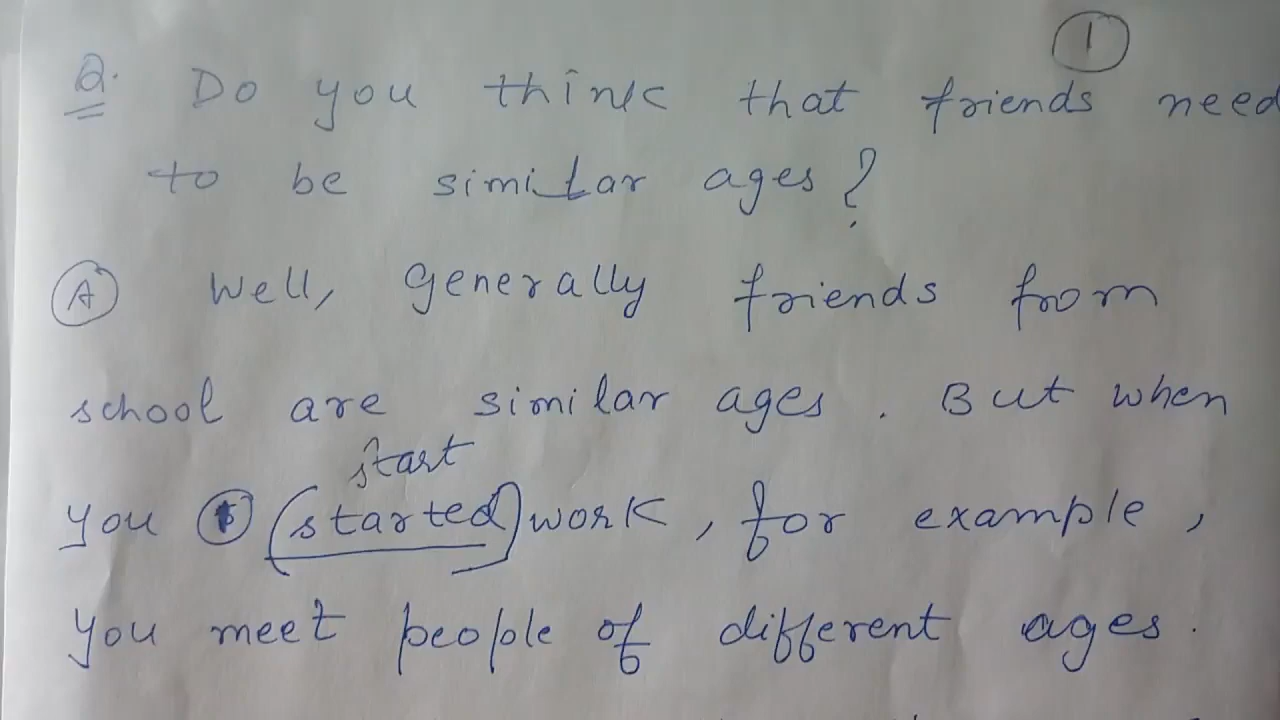 1
Q. Do you think that friends need
to be similar ages?
A Well, generally friends from
school are similar ages. But when
start
you (started) work, for example,
you meet people of different ages.